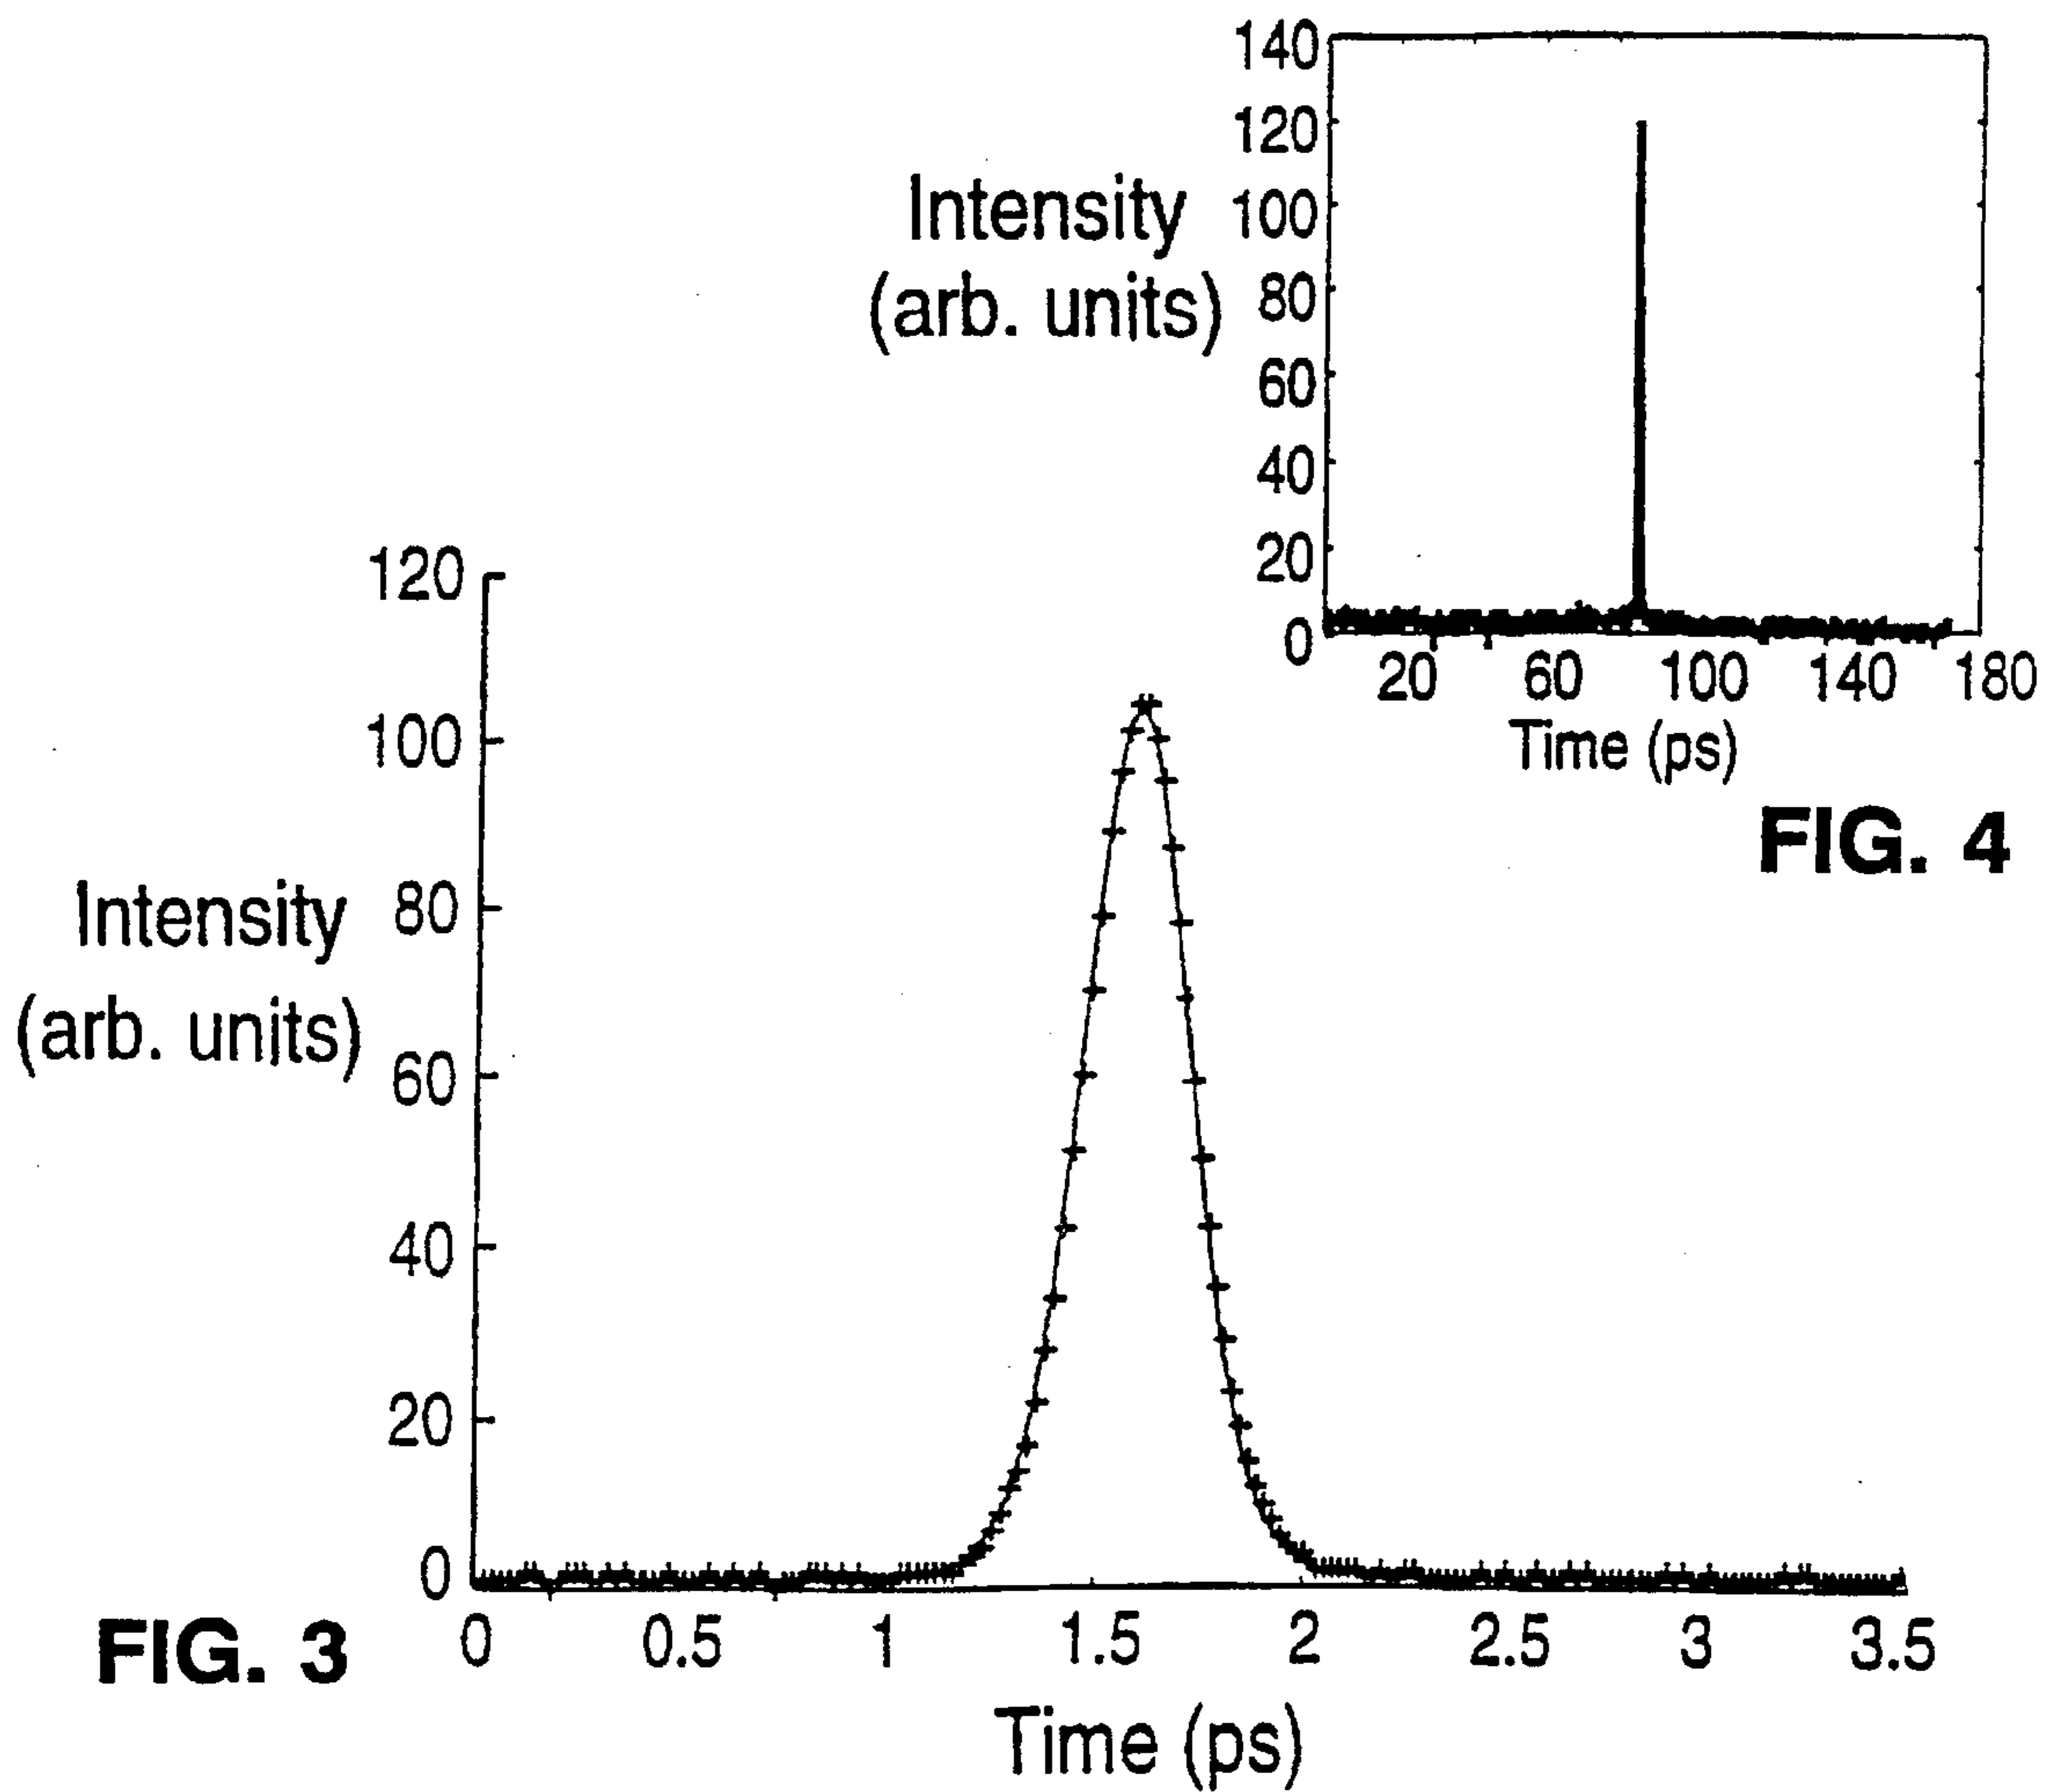 140
120
Intensity 100
(arb. units) 80
60
40
20
0
20 60 100 140 180
Time (ps)
FIG. 4
120
100
Intensity 80
(arb. units) 60
40
20
0
FIG. 3 0 0.5 1 1.5 2 2.5 3 3.5
Time (ps)